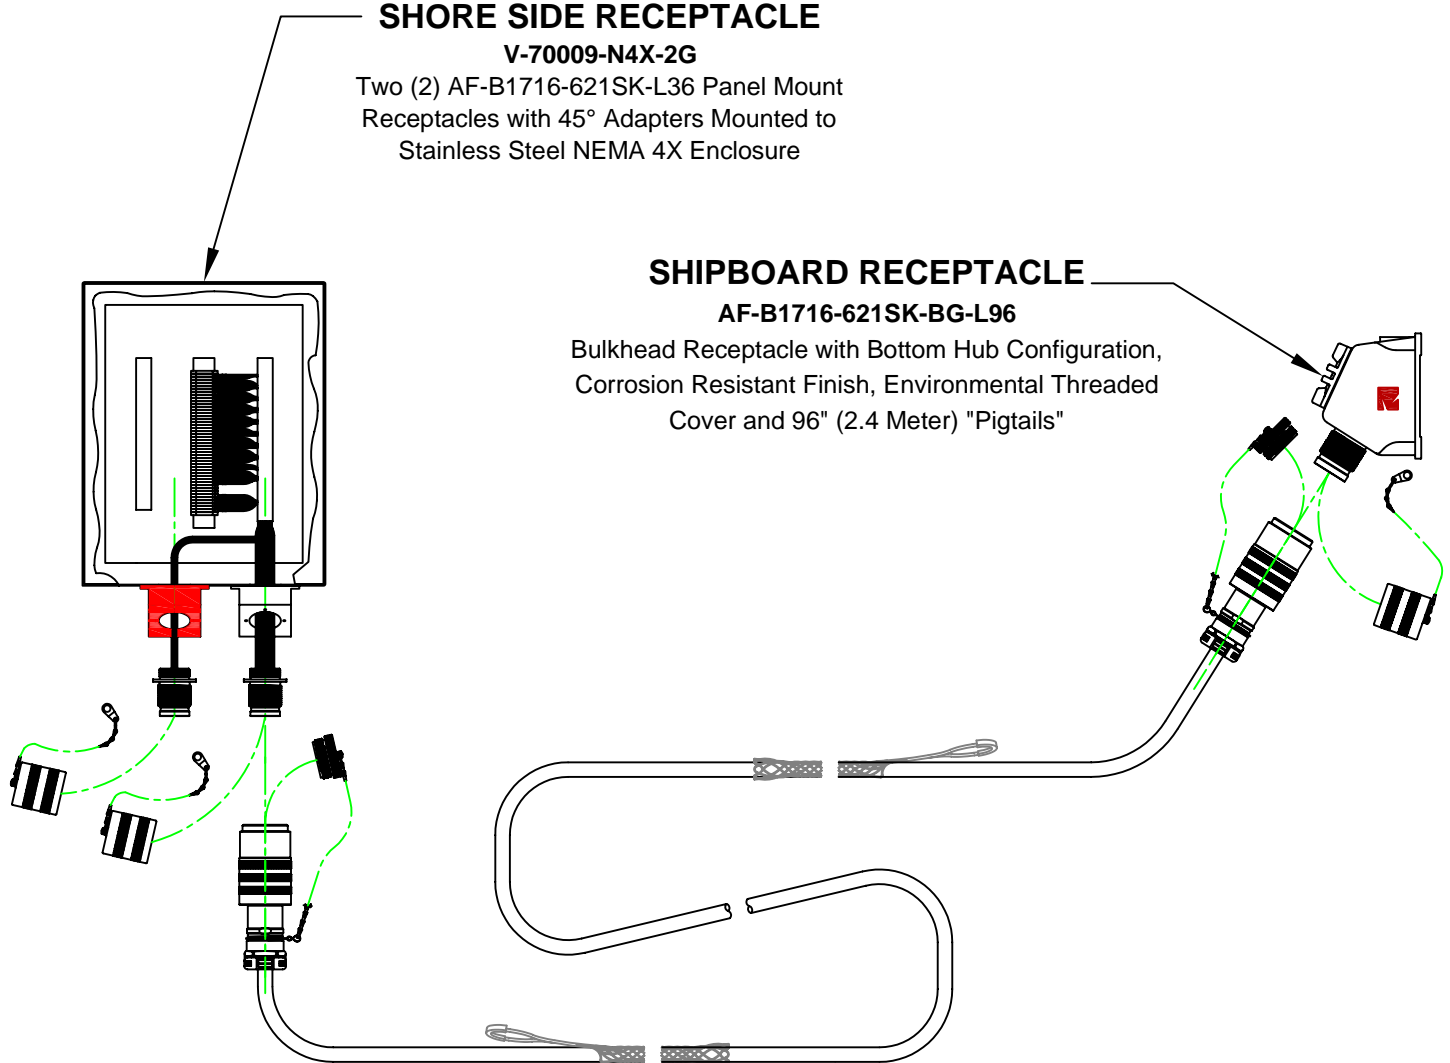 SHORE SIDE RECEPTACLE
V-70009-N4X-2G
Two (2) AF-B1716-621SK-L36 Panel Mount
Receptacles with 45° Adapters Mounted to
Stainless Steel NEMA 4X Enclosure
SHIPBOARD RECEPTACLE
AF-B1716-621SK-BG-L96
Bulkhead Receptacle with Bottom Hub Configuration,
Corrosion Resistant Finish, Environmental Threaded
Cover and 96" (2.4 Meter) "Pigtails"